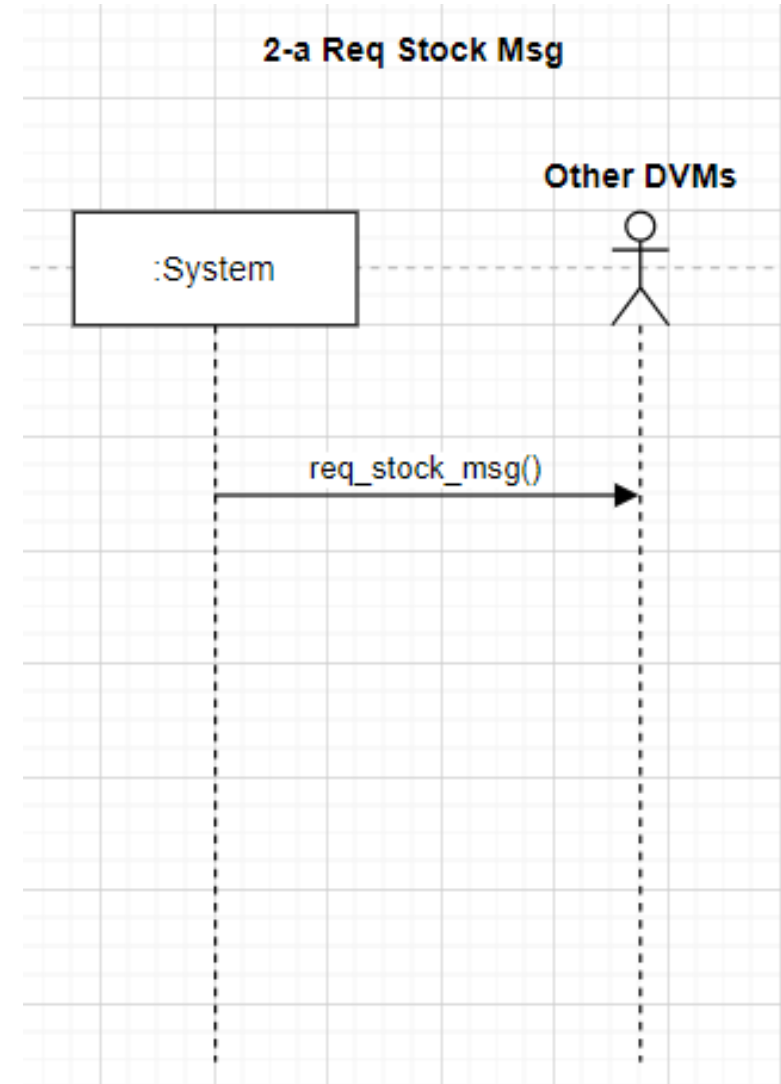 2-a Req Stock Msg
Other DVMs
:System
req_stock_msg()